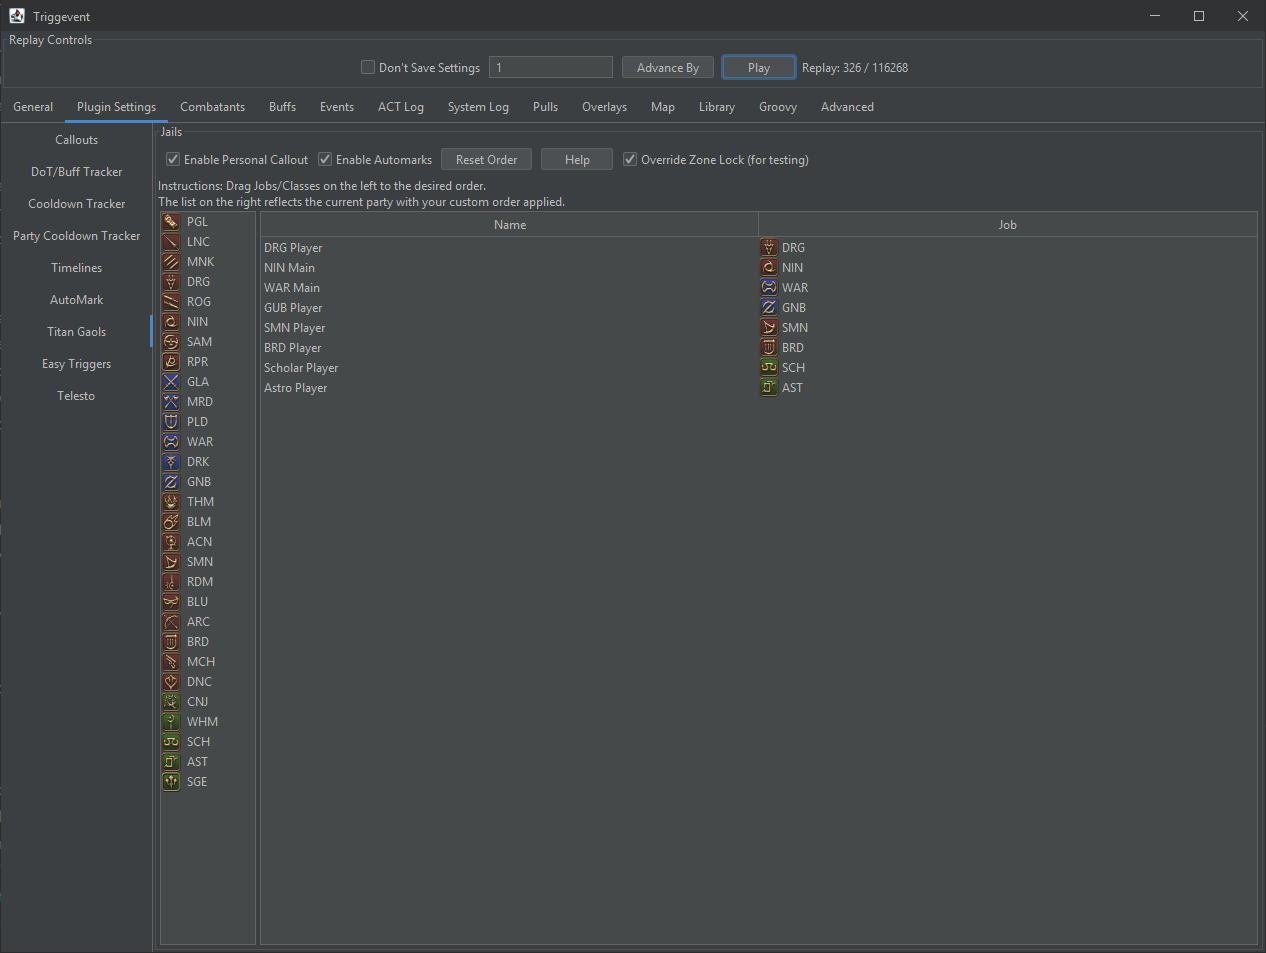 Triggevent
Replay Controls
Don't Save Settings 1 Advance By Play Replay: 326 / 116268
General Plugin Settings Combatants Buffs Events ACT Log System Log Pulls Overlays Map Library Groovy Advanced
Callouts
DoT/Buff Tracker
Cooldown Tracker
Party Cooldown Tracker
Timelines
AutoMark
Titan Gaols
Easy Triggers
Telesto
Jails
Enable Personal Callout Enable Automarks Reset Order Help Override Zone Lock (for testing)
Instructions: Drag Jobs/Classes on the left to the desired order.
The list on the right reflects the current party with your custom order applied.
PGL
LNC
MNK
DRG
ROG
NIN
SAM
RPR
GLA
MRD
PLD
WAR
DRK
GNB
THM
BLM
ACN
SMN
RDM
BLU
ARC
BRD
MCH
DNC
CNJ
WHM
SCH
AST
SGE
Name Job
DRG Player DRG
NIN Main NIN
WAR Main WAR
GUB Player GNB
SMN Player SMN
BRD Player BRD
Scholar Player SCH
Astro Player AST